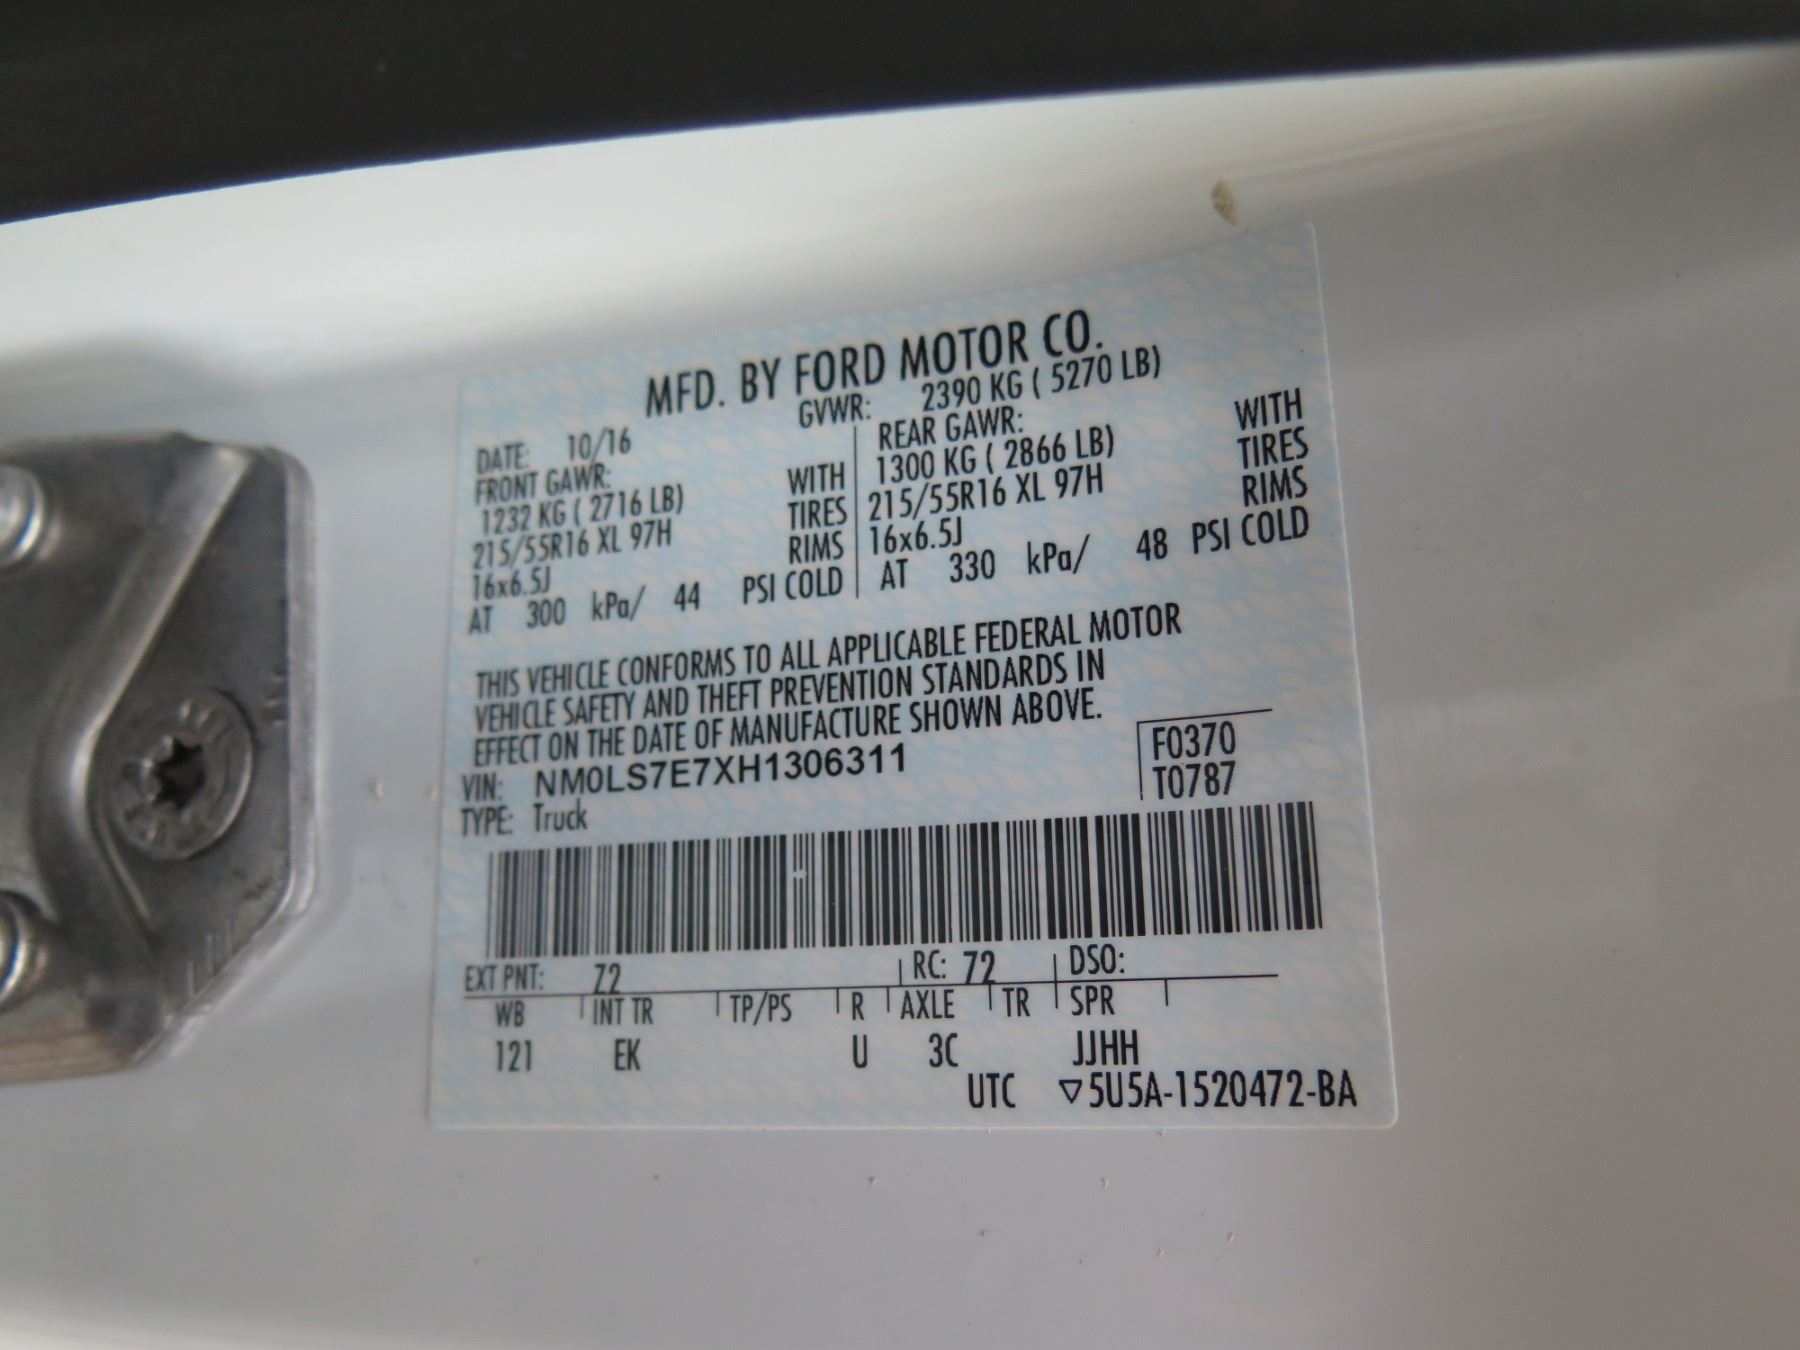 MFD. BY FORD MOTOR CO.
DATE: 10/16 GVWR: 2390 KG ( 5270 LB)
FRONT GAWR: REAR GAWR:
1232 KG ( 2716 LB) WITH 1300 KG ( 2866 LB) WITH
215/55R16 XL 97H TIRES 215/55R16 XL 97H TIRES
16x6.5J RIMS 16x6.5J RIMS
AT 300 kPa/ 44 PSI COLD AT 330 kPa/ 48 PSI COLD
THIS VEHICLE CONFORMS TO ALL APPLICABLE FEDERAL MOTOR
VEHICLE SAFETY AND THEFT PREVENTION STANDARDS IN
EFFECT ON THE DATE OF MANUFACTURE SHOWN ABOVE.
VIN: NM0LS7E7XH1306311 F0370
TYPE: Truck T0787
EXT PNT: Z2 RC: 72 DSO:
WB INT TR TP/PS R AXLE TR SPR
121 EK U 3C JJHH
UTC ▽5U5A-1520472-BA